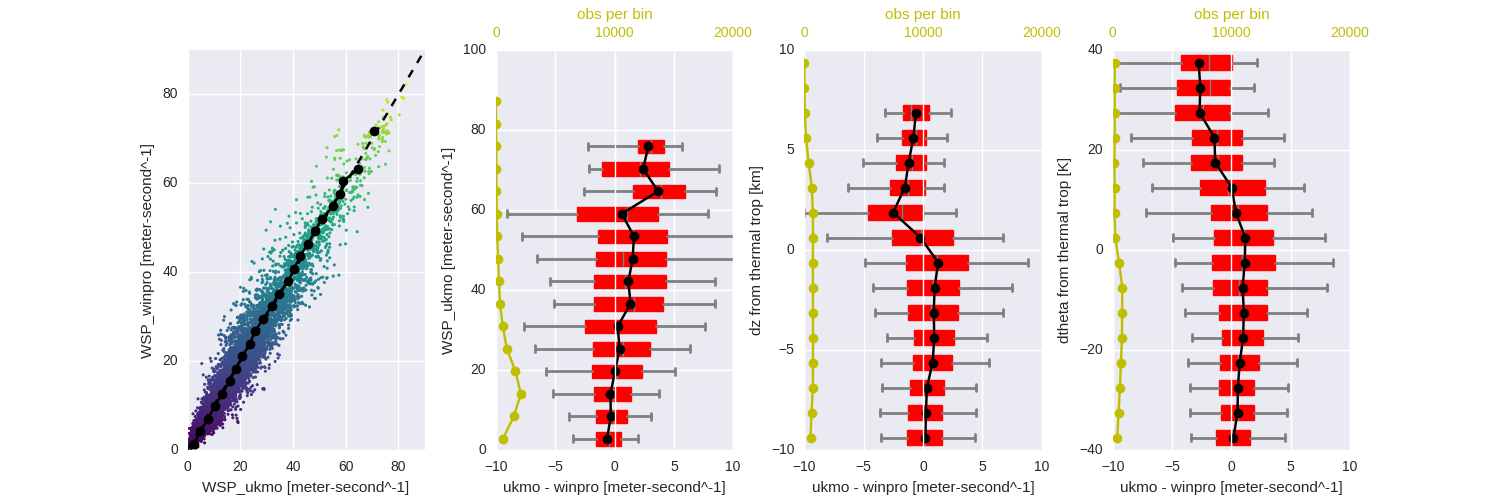 obs per bin
0 10000 20000
obs per bin
0 10000 20000
obs per bin
0 10000 20000
WSP_winpro [meter-second^-1]
80
60
40
20
0
0 20 40 60 80
WSP_ukmo [meter-second^-1]
WSP_ukmo [meter-second^-1]
100
80
60
40
20
0
−10 −5 0 5 10
ukmo - winpro [meter-second^-1]
dz from thermal trop [km]
10
5
0
−5
−10
−10 −5 0 5 10
ukmo - winpro [meter-second^-1]
dtheta from thermal trop [K]
40
20
0
−20
−40
−10 −5 0 5 10
ukmo - winpro [meter-second^-1]